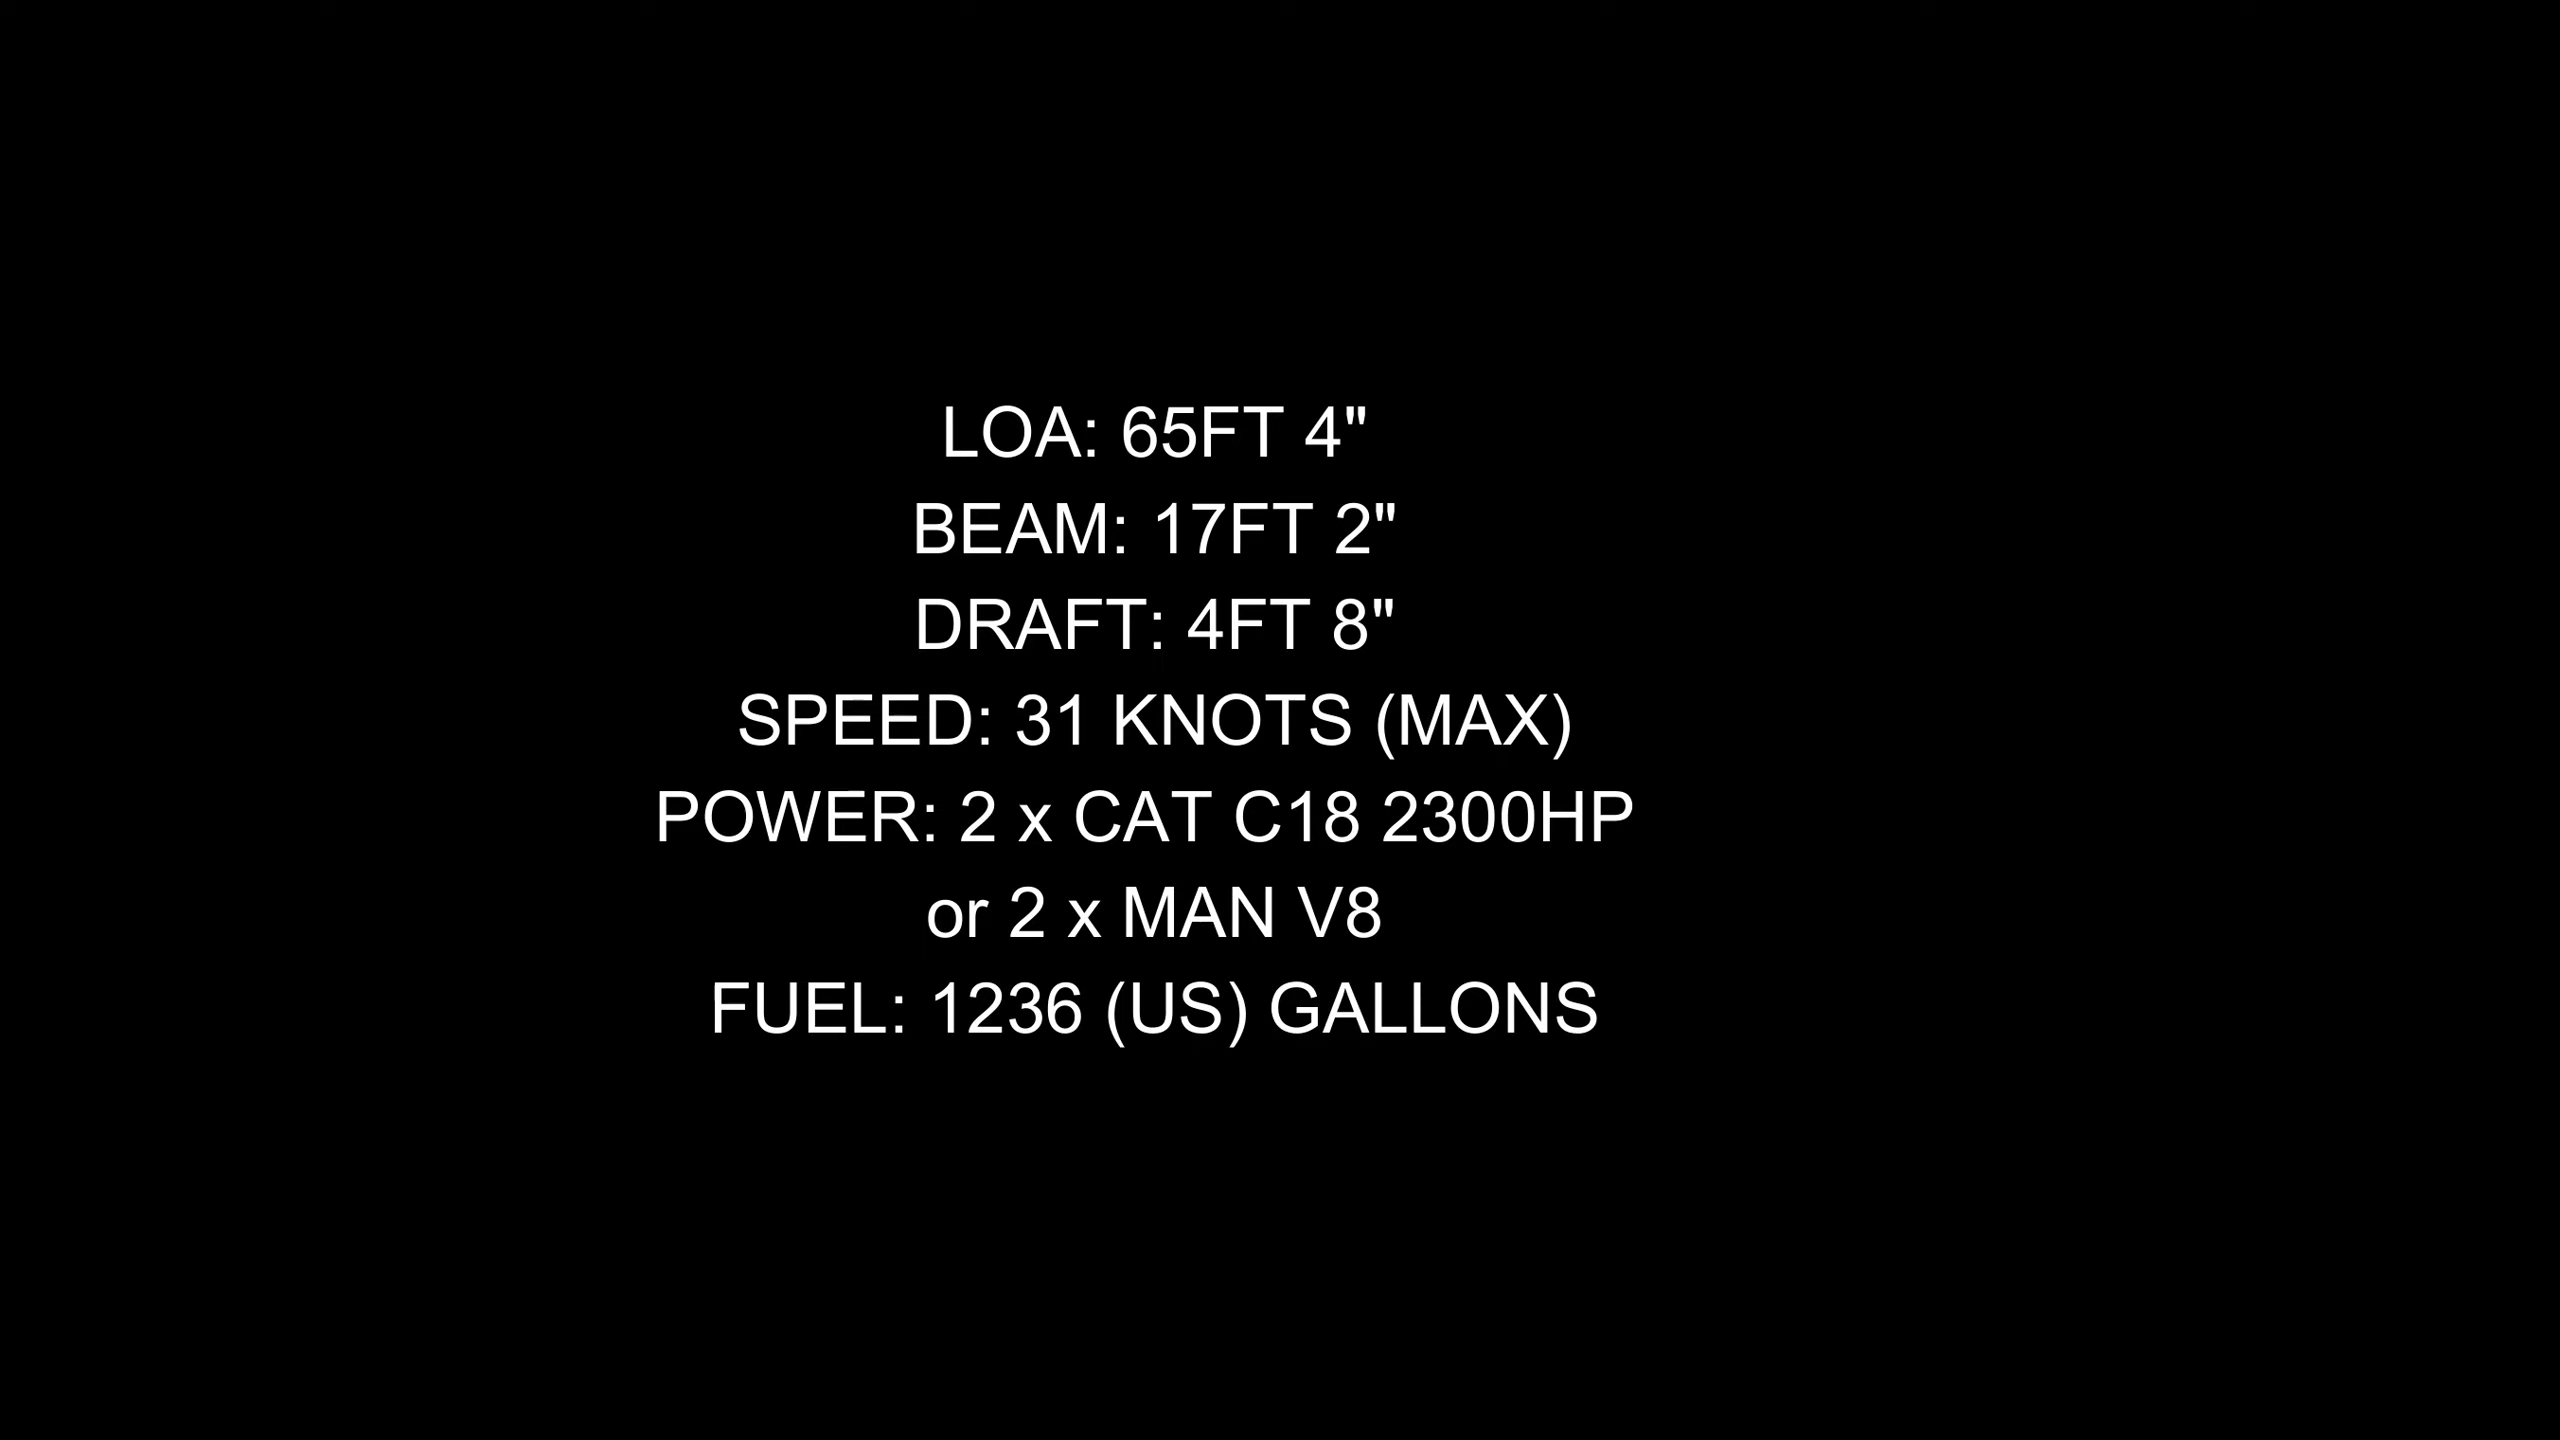 LOA: 65FT 4"
BEAM: 17FT 2"
DRAFT: 4FT 8"
SPEED: 31 KNOTS (MAX)
POWER: 2 x CAT C18 2300HP
or 2 x MAN V8
FUEL: 1236 (US) GALLONS